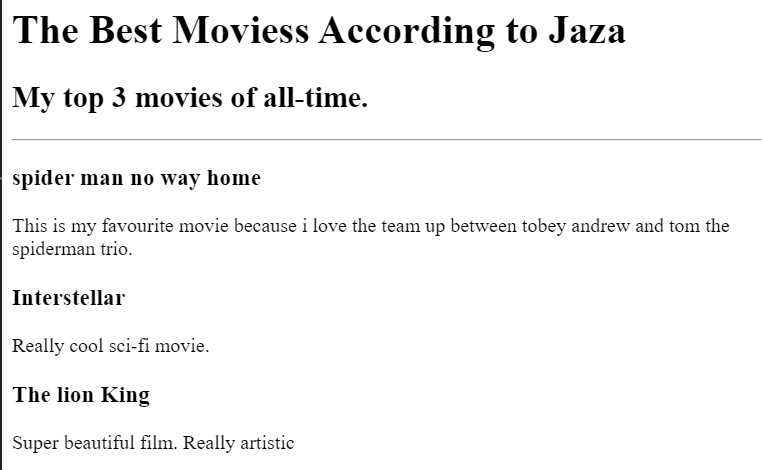 The Best Moviess According to Jaza
My top 3 movies of all-time.
spider man no way home
This is my favourite movie because i love the team up between tobey andrew and tom the
spiderman trio.
Interstellar
Really cool sci-fi movie.
The lion King
Super beautiful film. Really artistic